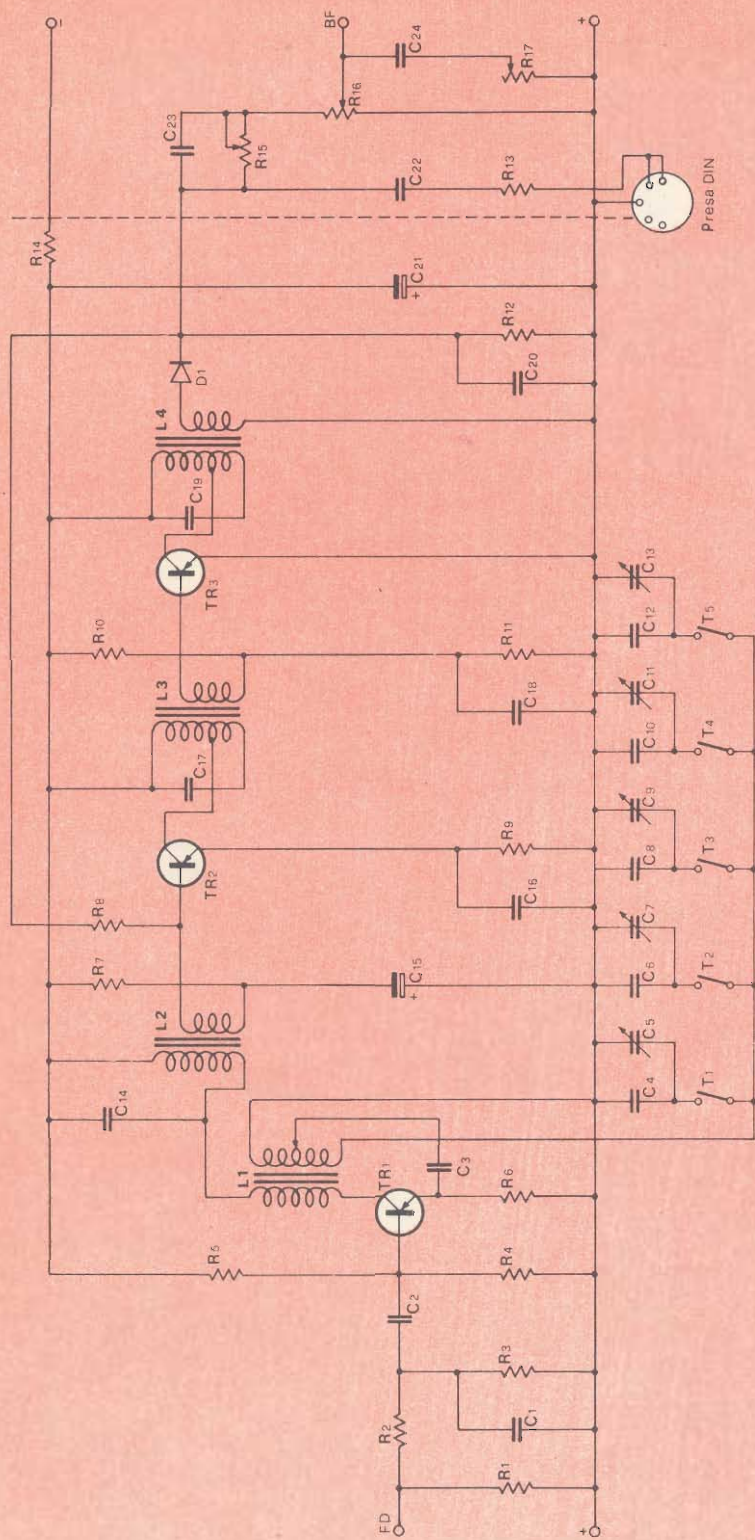 −
R14
R7
R8
R10
C14
R5
L2
L3
L4
C17
C19
TR2
TR3
D1
C23
R15
R16
BF
L1
TR1
C3
C15
+
C21
+
C22
C24
FD
R2
C2
R1
C1
R3
R4
R6
C16
R9
C18
R11
C20
R12
R13
R17
+
+
C4
C5
C6
C7
C8
C9
C10
C11
C12
C13
T1
T2
T3
T4
T5
Presa DIN